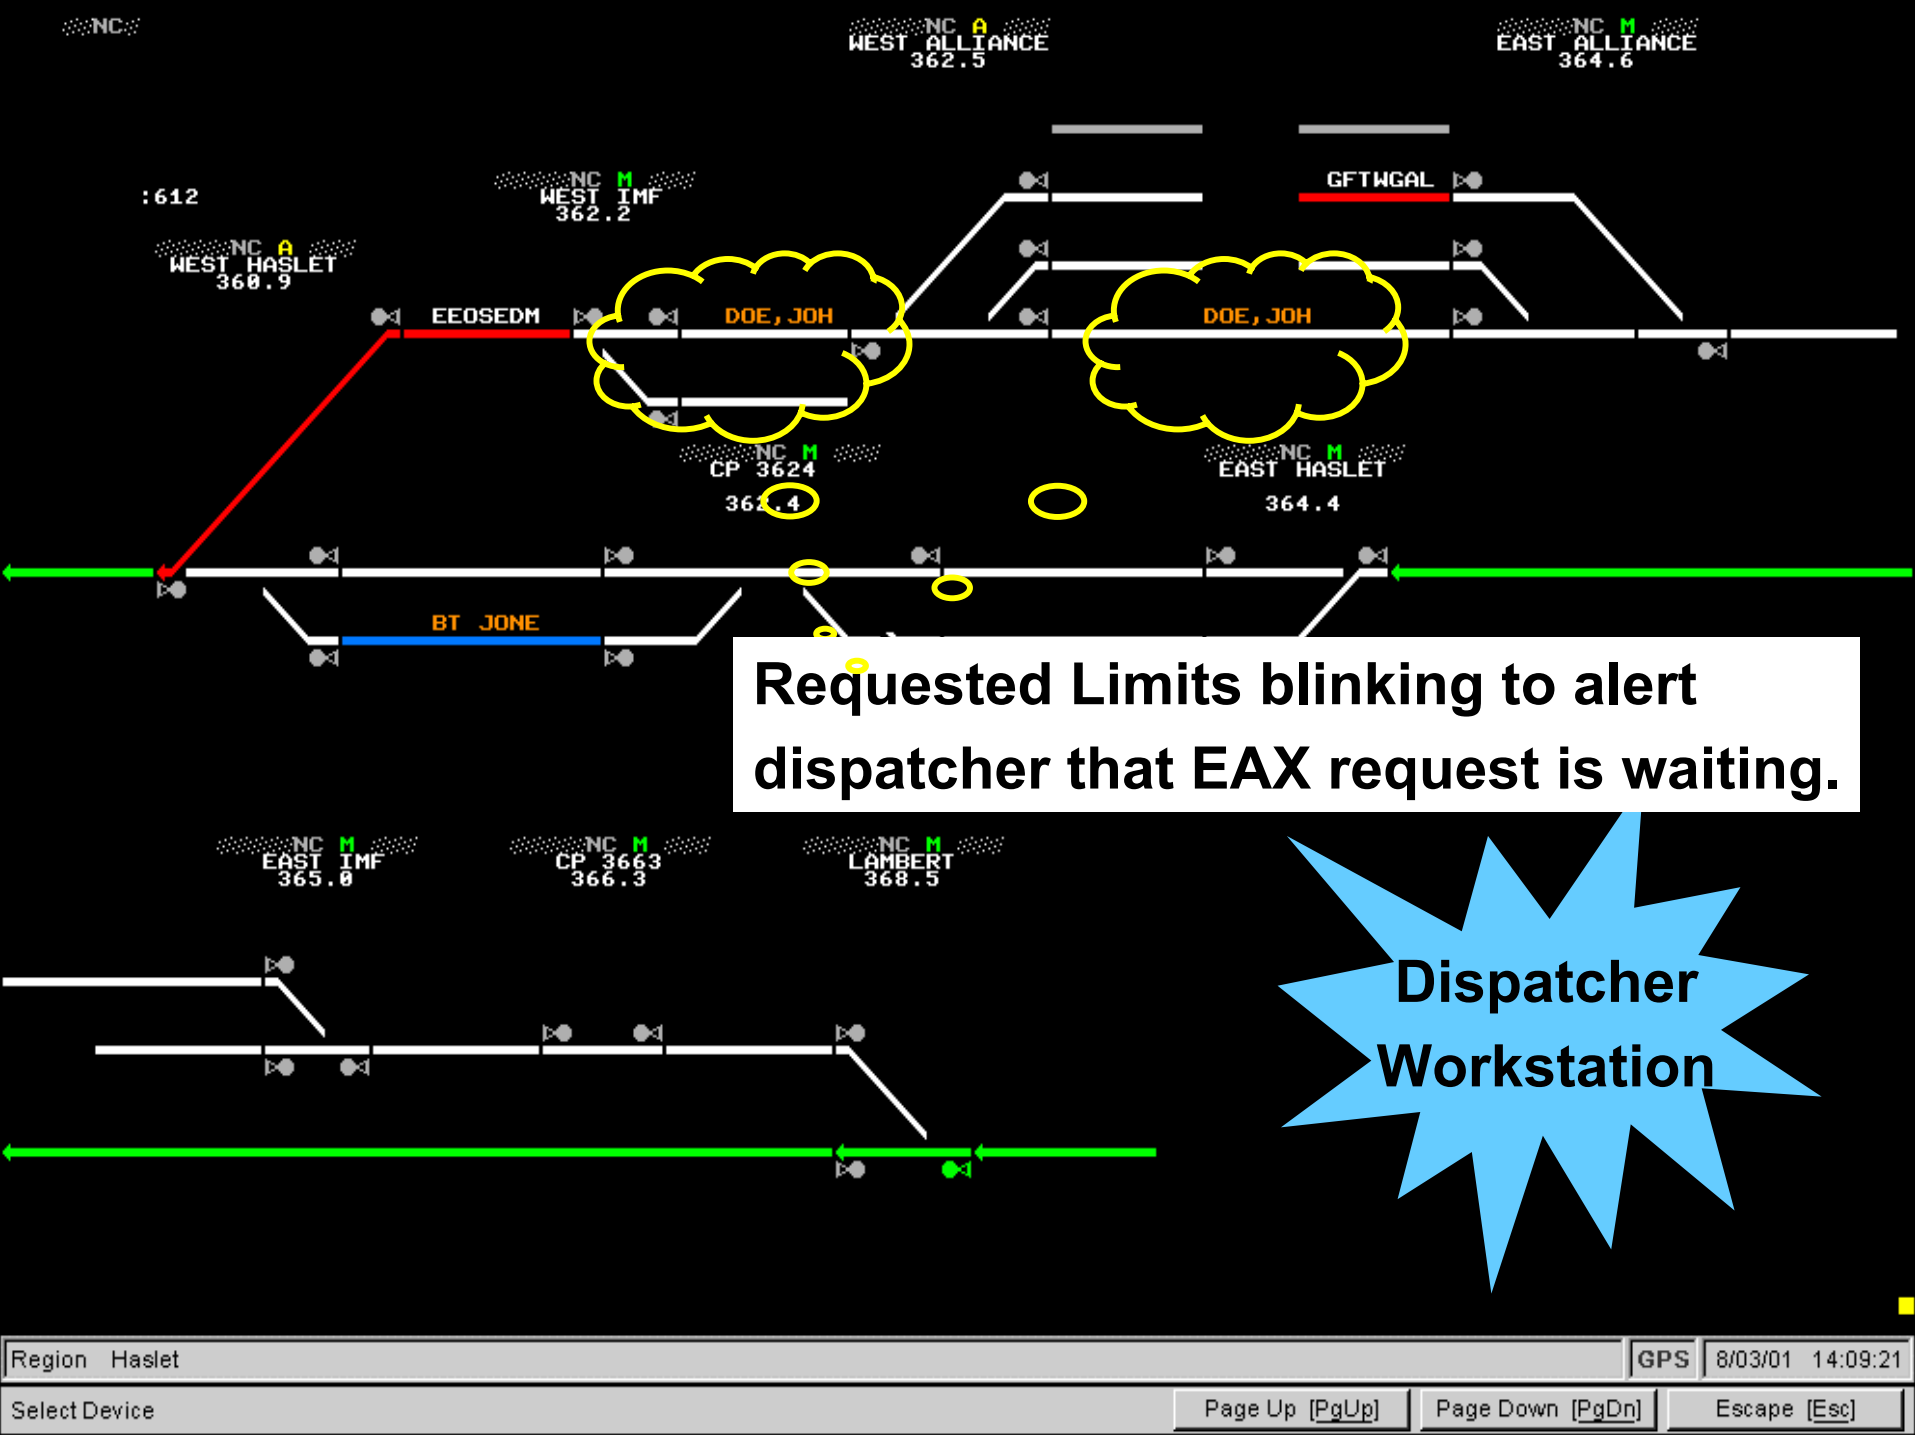 NC
NC A
WEST ALLIANCE
362.5
NC M
EAST ALLIANCE
364.6
:612
NC M
WEST IMF
362.2
GFTWGAL
NC A
WEST HASLET
360.9
EEOSEDM
DOE,JOH
DOE,JOH
NC M
CP 3624
362.4
NC M
EAST HASLET
364.4
BT JONE
Requested Limits blinking to alert
dispatcher that EAX request is waiting.
NC M
EAST IMF
365.0
NC M
CP 3663
366.3
NC M
LAMBERT
368.5
Dispatcher
Workstation
Region Haslet
GPS
8/03/01 14:09:21
Select Device
Page Up [PgUp]
Page Down [PgDn]
Escape [Esc]